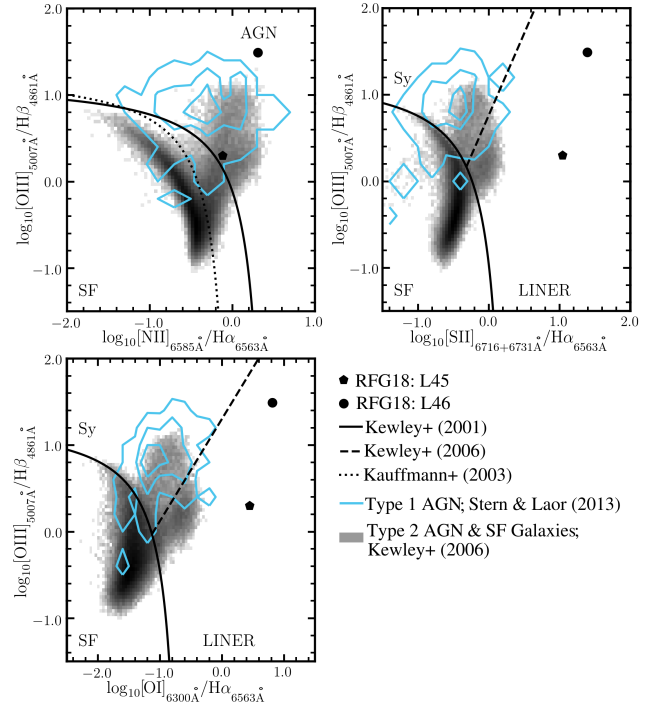 AGN
SF
2.0
1.0
0.0
−1.0
−2.0
−1.0
0.0
1.0
log10[OIII]5007Å/Hβ4861Å
log10[NII]6585Å/Hα6563Å
Sy
SF
LINER
2.0
1.0
0.0
−1.0
−1.0
0.0
1.0
2.0
log10[OIII]5007Å/Hβ4861Å
log10[SII]6716+6731Å/Hα6563Å
Sy
SF
LINER
2.0
1.0
0.0
−1.0
−2.0
−1.0
0.0
1.0
log10[OIII]5007Å/Hβ4861Å
log10[OI]6300Å/Hα6563Å
RFG18: L45
RFG18: L46
Kewley+ (2001)
Kewley+ (2006)
Kauffmann+ (2003)
Type 1 AGN; Stern & Laor (2013)
Type 2 AGN & SF Galaxies;
Kewley+ (2006)